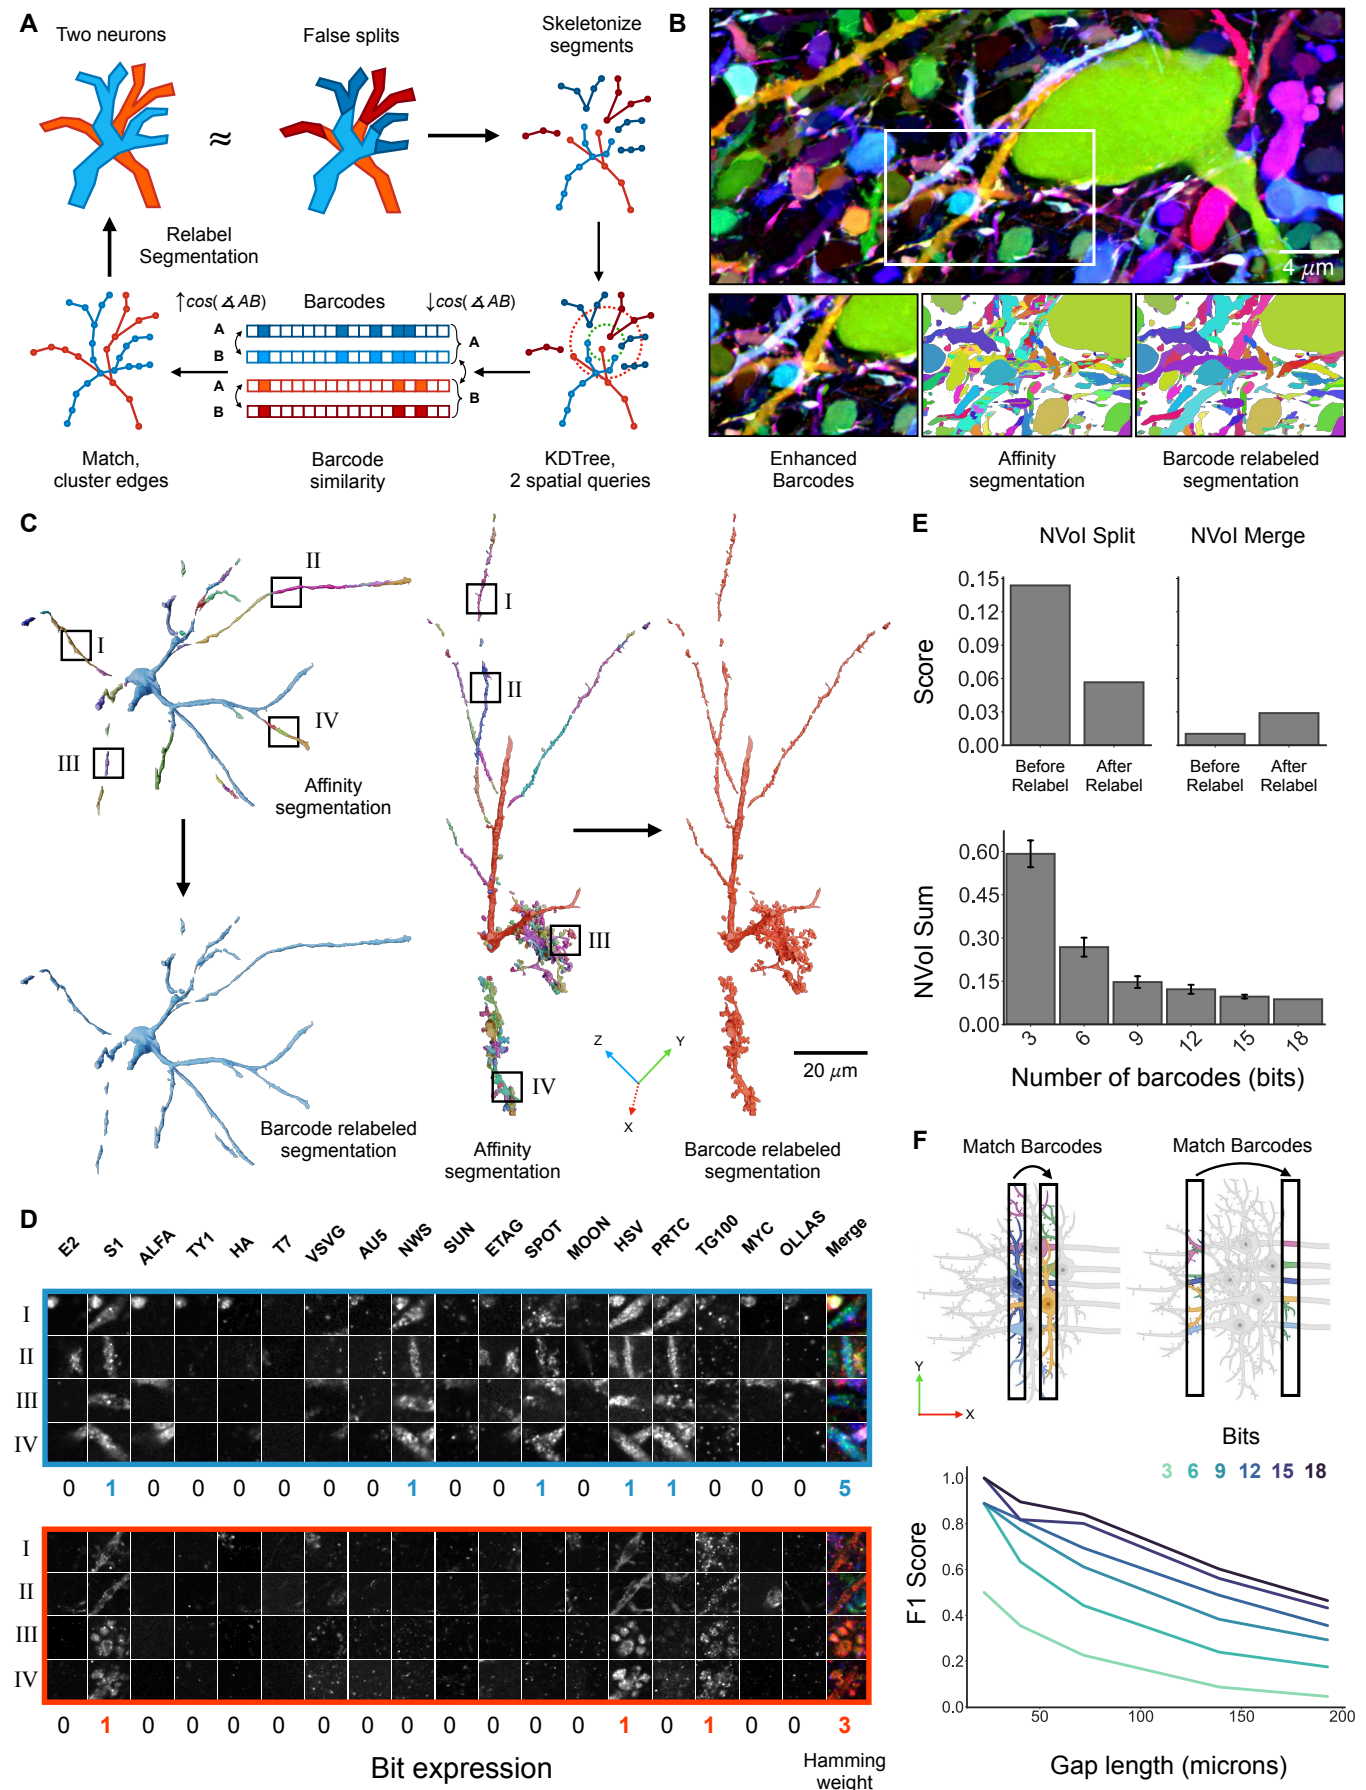 A
Two neurons
False splits
Skeletonize
segments
≈
Relabel
Segmentation
↑cos(∡ AB)
Barcodes
↓cos(∡ AB)
A
B
A
B
A
B
Match,
cluster edges
Barcode
similarity
KDTree,
2 spatial queries
B
4 μm
Enhanced
Barcodes
Affinity
segmentation
Barcode relabeled
segmentation
C
I
II
III
IV
Affinity
segmentation
Barcode relabeled
segmentation
I
II
III
IV
Z
Y
X
20 μm
Affinity
segmentation
Barcode relabeled
segmentation
D
E2 S1 ALFA TY1 HA T7 VSVG AU5 NWS SUN ETAG SPOT MOON HSV PRTC TG100 MYC OLLAS Merge
I
II
III
IV
0 1 0 0 0 0 0 0 1 0 0 1 0 1 1 0 0 0 5
I
II
III
IV
0 1 0 0 0 0 0 0 0 0 0 0 0 1 0 1 0 0 3
Bit expression
Hamming
weight
E
NVoI Split
NVoI Merge
Score
0.15
0.12
0.09
0.06
0.03
0.00
Before
Relabel
After
Relabel
Before
Relabel
After
Relabel
NVoI Sum
0.60
0.45
0.30
0.15
0.00
3 6 9 12 15 18
Number of barcodes (bits)
F
Match Barcodes
Match Barcodes
Y
X
Bits
3 6 9 12 15 18
F1 Score
1.0
0.8
0.6
0.4
0.2
0.0
50 100 150 200
Gap length (microns)